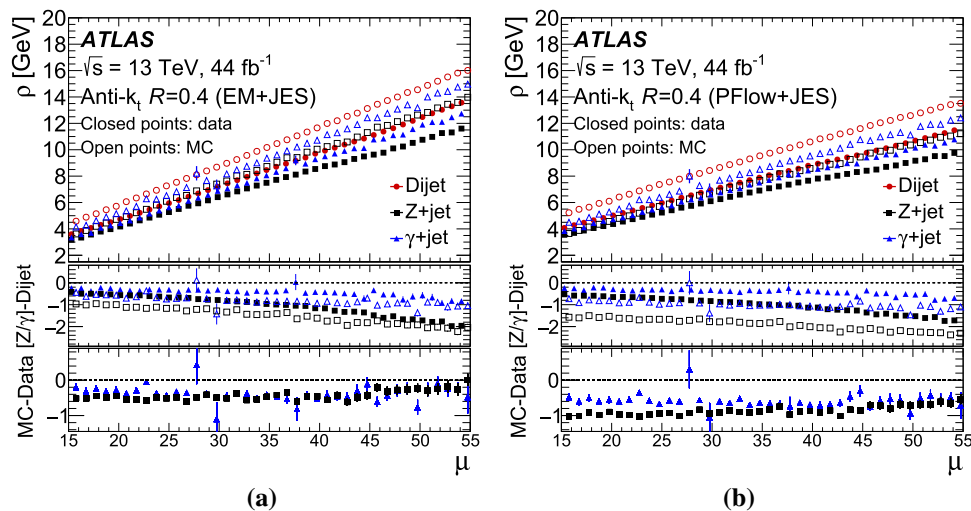 20
18
16
14
12
10
8
6
4
2
ρ [GeV]
ATLAS
√s = 13 TeV, 44 fb⁻¹
Anti-kₜ R=0.4 (EM+JES)
Closed points: data
Open points: MC
Dijet
Z+jet
γ+jet
0
−1
−2
[Z/γ]-Dijet
0
−1
MC-Data
15 20 25 30 35 40 45 50 55
μ
(a)
20
18
16
14
12
10
8
6
4
2
ρ [GeV]
ATLAS
√s = 13 TeV, 44 fb⁻¹
Anti-kₜ R=0.4 (PFlow+JES)
Closed points: data
Open points: MC
Dijet
Z+jet
γ+jet
0
−1
−2
[Z/γ]-Dijet
0
−1
MC-Data
15 20 25 30 35 40 45 50 55
μ
(b)